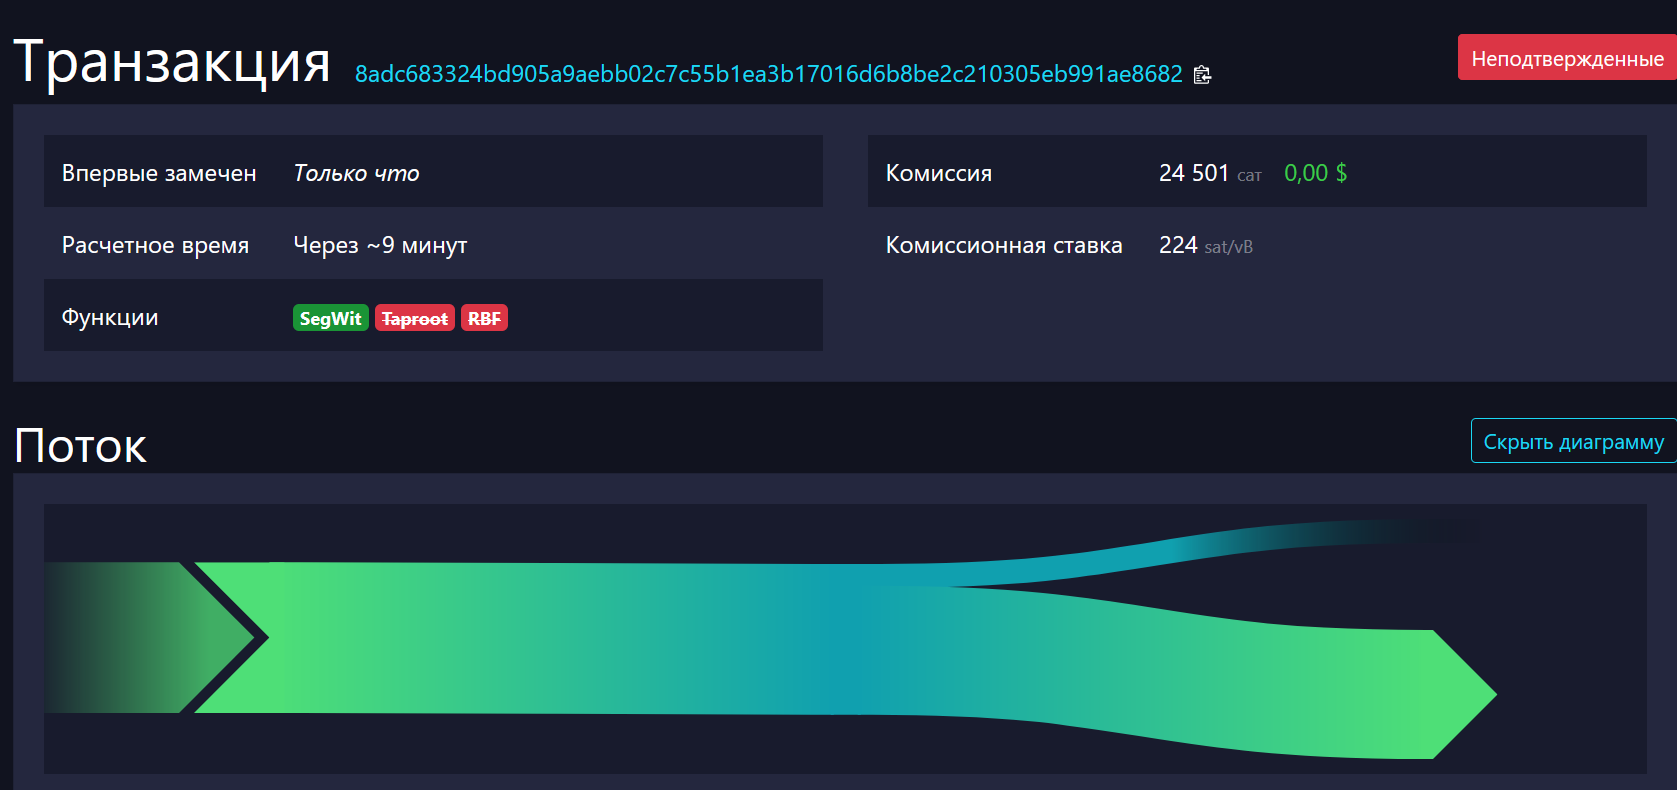 Транзакция 8adc683324bd905a9aebb02c7c55b1ea3b17016d6b8be2c210305eb991ae8682 Неподтвержденные
Впервые замечен Только что
Комиссия 24 501 сат 0,00 $
Расчетное время Через ~9 минут
Комиссионная ставка 224 sat/vB
Функции SegWit Taproot RBF
Поток Скрыть диаграмму